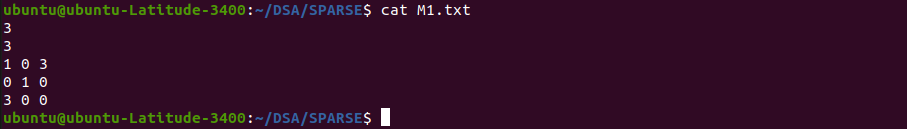 ubuntu@ubuntu-Latitude-3400:~/DSA/SPARSE$ cat M1.txt
3
3
1 0 3
0 1 0
3 0 0
ubuntu@ubuntu-Latitude-3400:~/DSA/SPARSE$